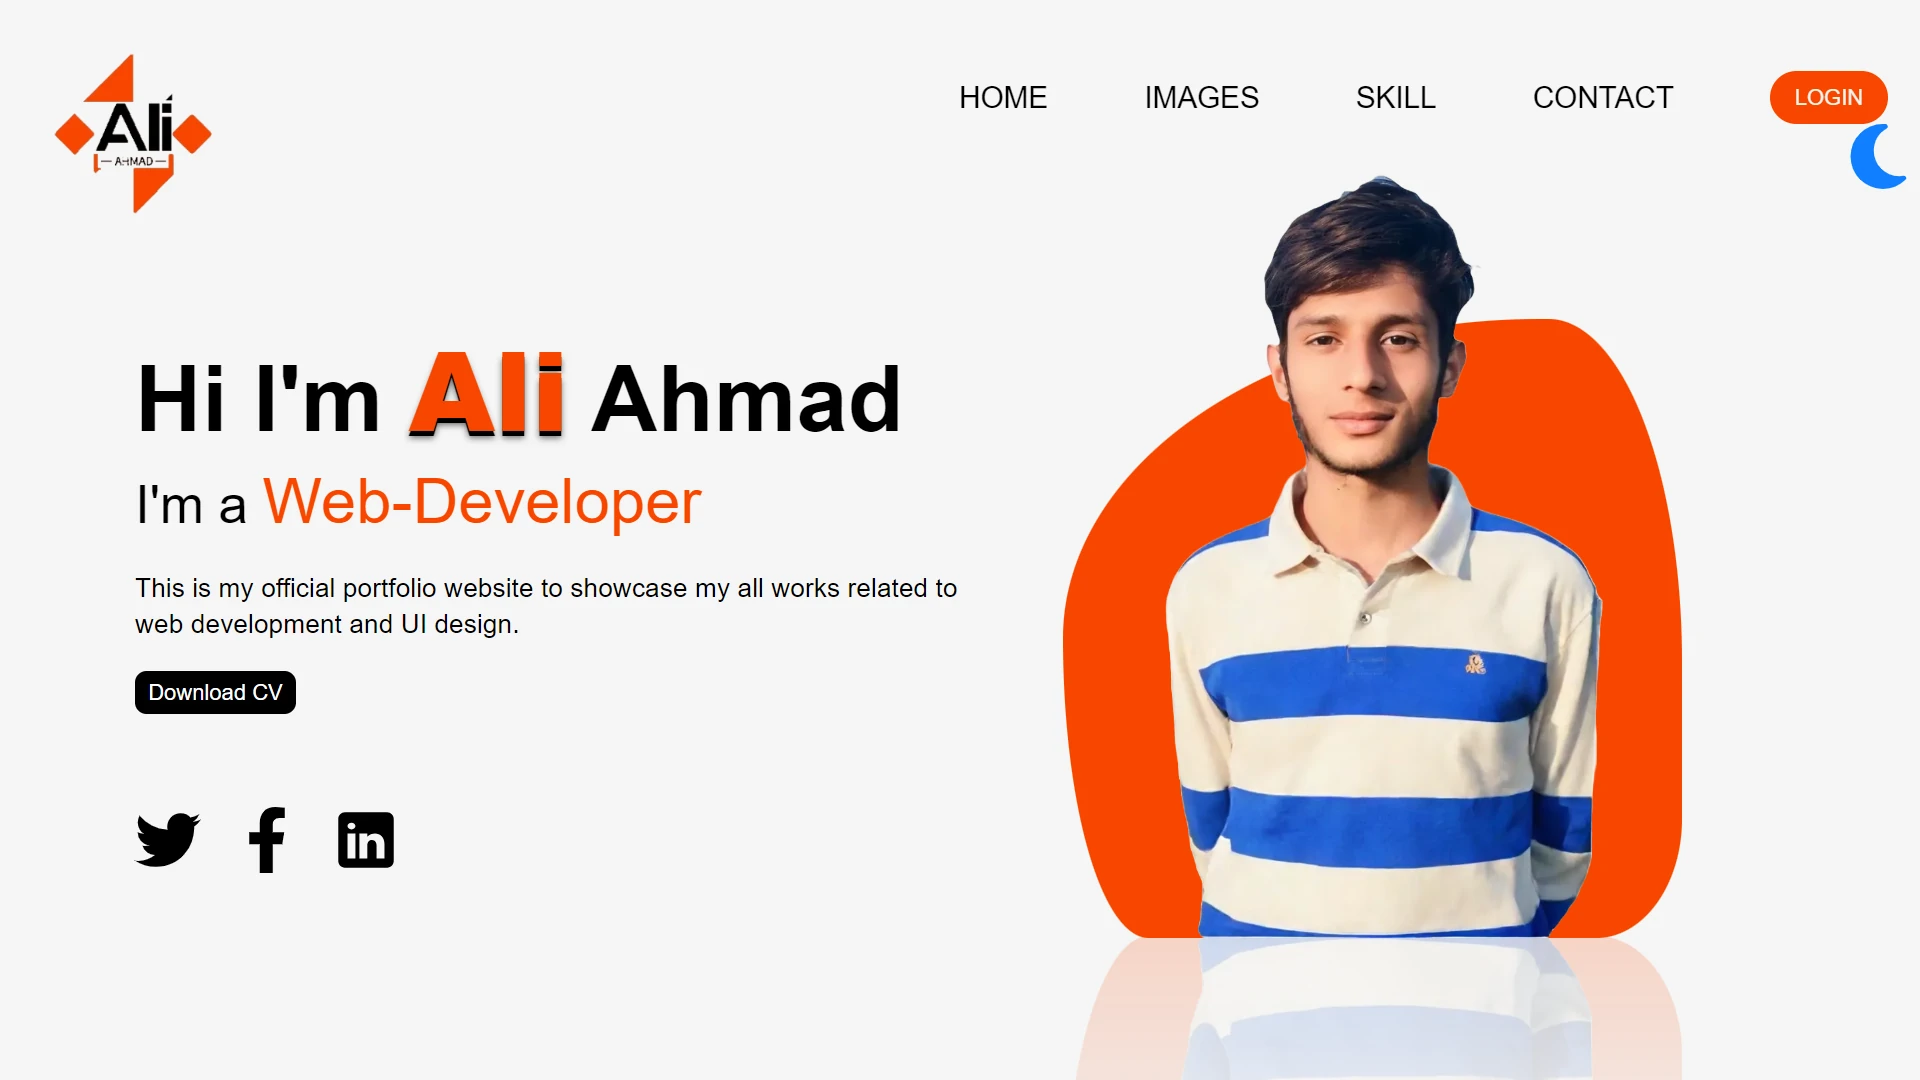 Ali
AHMAD
HOME IMAGES SKILL CONTACT LOGIN
Hi I'm Ali Ahmad
I'm a Web-Developer
This is my official portfolio website to showcase my all works related to
web development and UI design.
Download CV
in